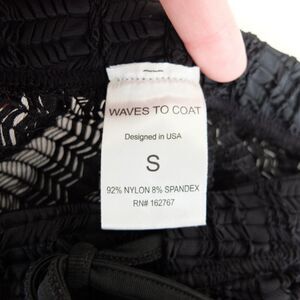 WAVES TO COAT
Designed in USA
S
92% NYLON 8% SPANDEX
RN# 162767